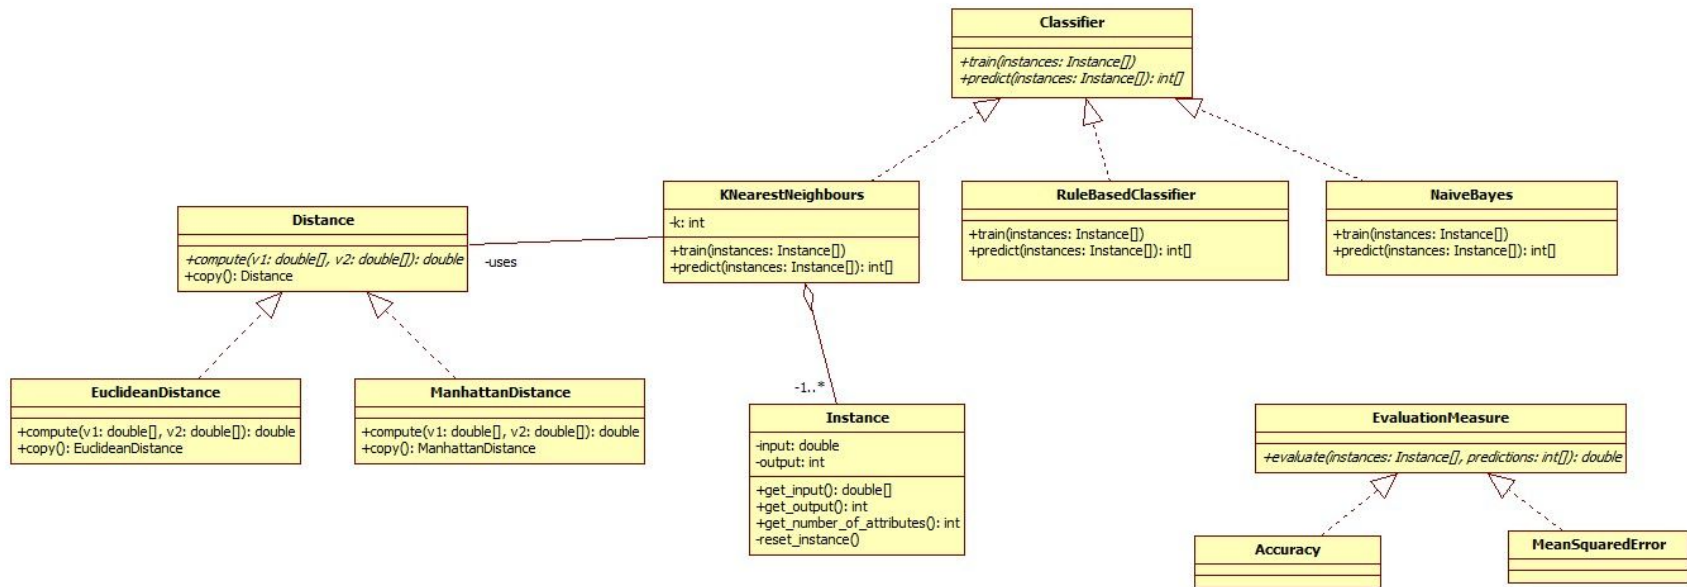 Classifier
+train(instances: Instance[])
+predict(instances: Instance[]): int[]
KNearestNeighbours
-k: int
+train(instances: Instance[])
+predict(instances: Instance[]): int[]
RuleBasedClassifier
+train(instances: Instance[])
+predict(instances: Instance[]): int[]
NaiveBayes
+train(instances: Instance[])
+predict(instances: Instance[]): int[]
Distance
+compute(v1: double[], v2: double[]): double
+copy(): Distance
-uses
EuclideanDistance
+compute(v1: double[], v2: double[]): double
+copy(): EuclideanDistance
ManhattanDistance
+compute(v1: double[], v2: double[]): double
+copy(): ManhattanDistance
-1..*
Instance
-input: double
-output: int
+get_input(): double[]
+get_output(): int
+get_number_of_attributes(): int
-reset_instance()
EvaluationMeasure
+evaluate(instances: Instance[], predictions: int[]): double
Accuracy
MeanSquaredError